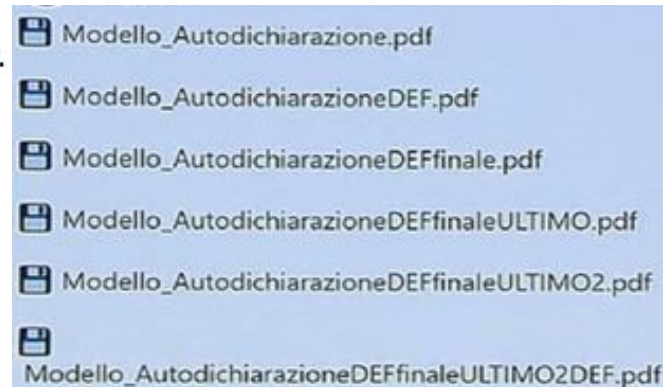 Modello_Autodichiarazione.pdf
Modello_AutodichiarazioneDEF.pdf
Modello_AutodichiarazioneDEFfinale.pdf
Modello_AutodichiarazioneDEFfinaleULTIMO.pdf
Modello_AutodichiarazioneDEFfinaleULTIMO2.pdf
Modello_AutodichiarazioneDEFfinaleULTIMO2DEF.pdf